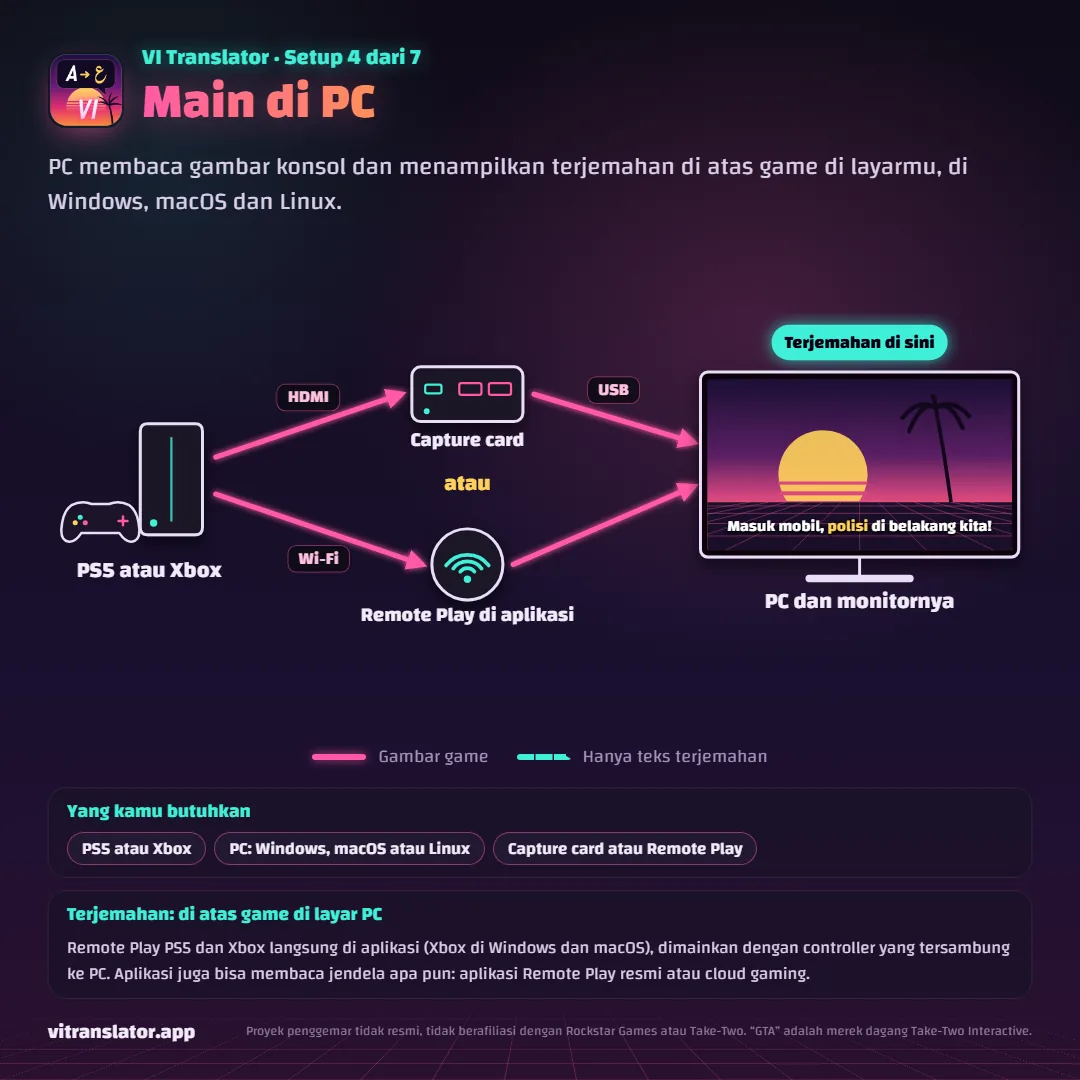 A→ع
VI
VI Translator · Setup 4 dari 7
Main di PC
PC membaca gambar konsol dan menampilkan terjemahan di atas game di layarmu, di
Windows, macOS dan Linux.
Terjemahan di sini
HDMI
USB
Capture card
atau
Masuk mobil, polisi di belakang kita!
Wi-Fi
PS5 atau Xbox
Remote Play di aplikasi
PC dan monitornya
Gambar game
Hanya teks terjemahan
Yang kamu butuhkan
PS5 atau Xbox
PC: Windows, macOS atau Linux
Capture card atau Remote Play
Terjemahan: di atas game di layar PC
Remote Play PS5 dan Xbox langsung di aplikasi (Xbox di Windows dan macOS), dimainkan dengan controller yang tersambung
ke PC. Aplikasi juga bisa membaca jendela apa pun: aplikasi Remote Play resmi atau cloud gaming.
vitranslator.app
Proyek penggemar tidak resmi, tidak berafiliasi dengan Rockstar Games atau Take-Two. “GTA” adalah merek dagang Take-Two Interactive.